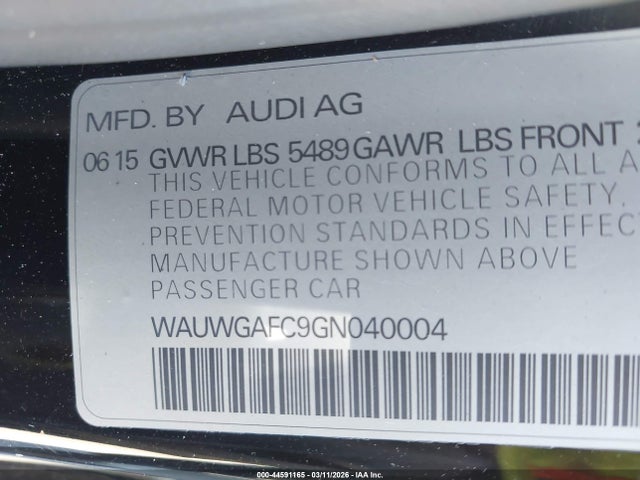 MFD. BY AUDI AG
06 15 GVWR LBS 5489 GAWR LBS FRONT
THIS VEHICLE CONFORMS TO ALL A
FEDERAL MOTOR VEHICLE SAFETY,
PREVENTION STANDARDS IN EFFEC
MANUFACTURE SHOWN ABOVE
PASSENGER CAR
WAUWGAFC9GN040004
000-44591165 - 03/11/2026 - IAA Inc.